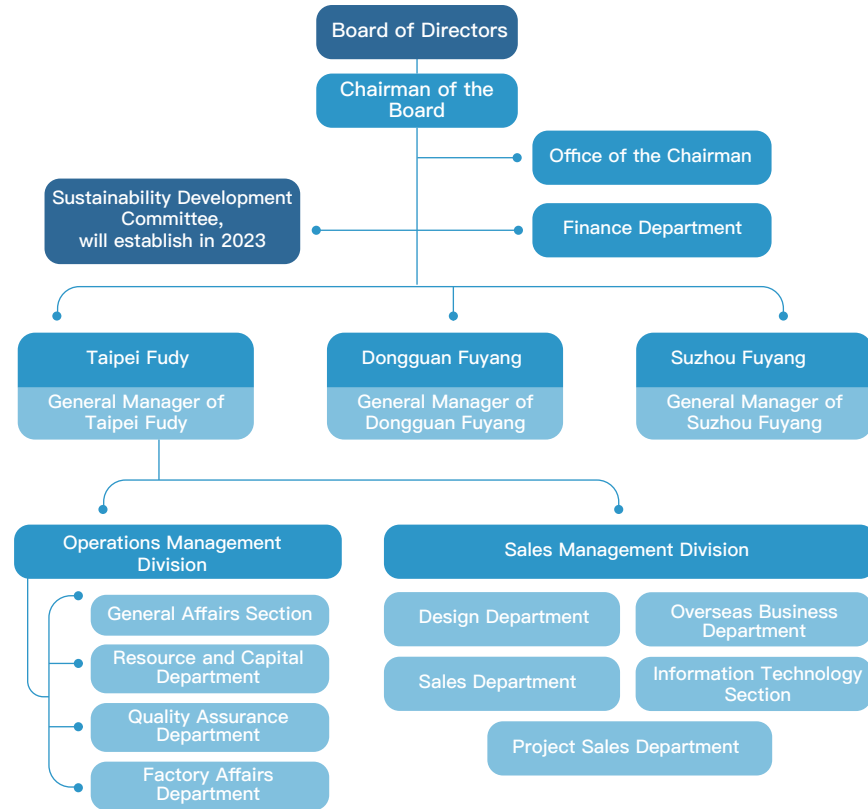 Board of Directors
Chairman of the
Board
Office of the Chairman
Sustainability Development
Committee,
will establish in 2023
Finance Department
Taipei Fudy
General Manager of
Taipei Fudy
Dongguan Fuyang
General Manager of
Dongguan Fuyang
Suzhou Fuyang
General Manager of
Suzhou Fuyang
Operations Management
Division
General Affairs Section
Resource and Capital
Department
Quality Assurance
Department
Factory Affairs
Department
Sales Management Division
Design Department
Overseas Business
Department
Sales Department
Information Technology
Section
Project Sales Department